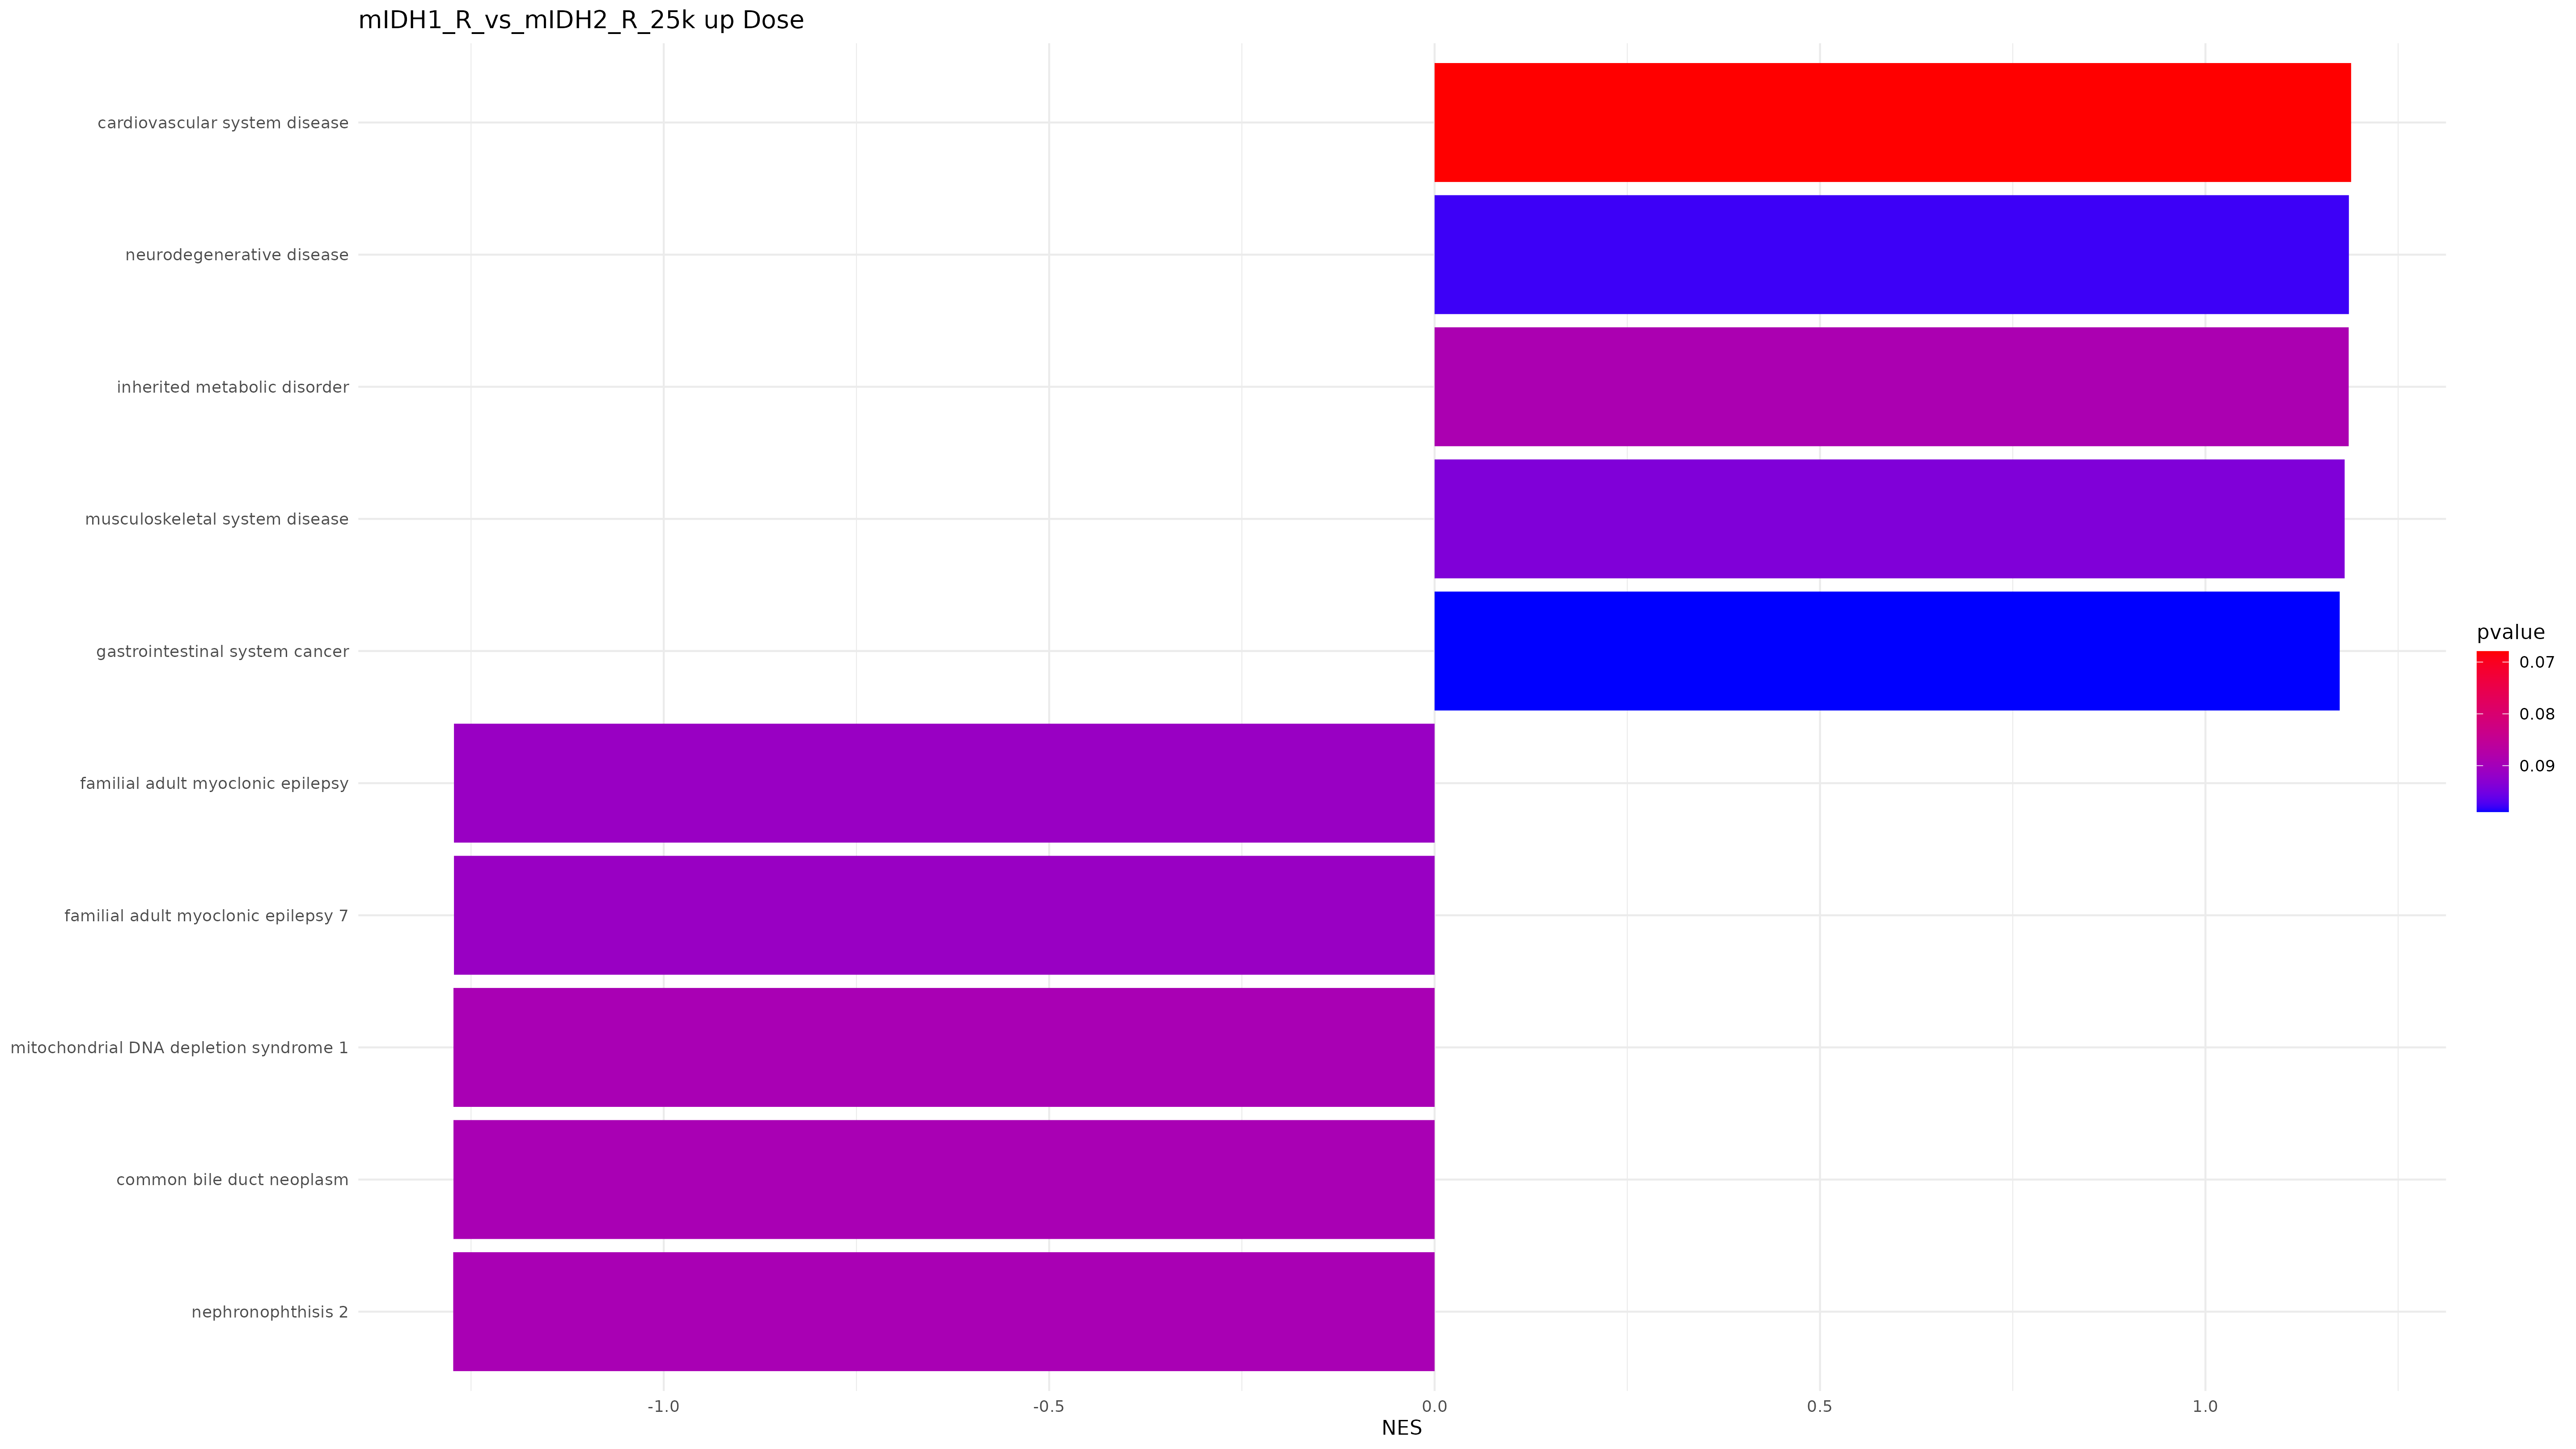 mIDH1_R_vs_mIDH2_R_25k up Dose
cardiovascular system disease
neurodegenerative disease
inherited metabolic disorder
musculoskeletal system disease
gastrointestinal system cancer
familial adult myoclonic epilepsy
familial adult myoclonic epilepsy 7
mitochondrial DNA depletion syndrome 1
common bile duct neoplasm
nephronophthisis 2
-1.0
-0.5
0.0
0.5
1.0
NES
pvalue
0.07
0.08
0.09